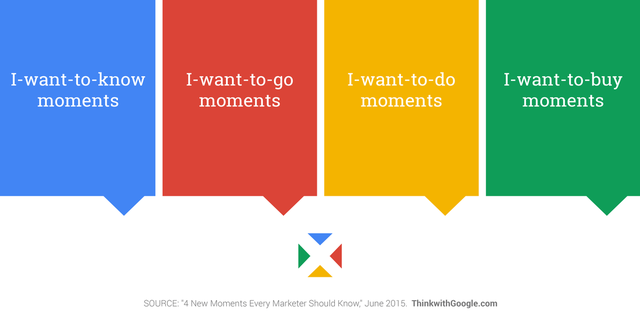 I-want-to-know
moments
I-want-to-go
moments
I-want-to-do
moments
I-want-to-buy
moments
SOURCE: "4 New Moments Every Marketer Should Know," June 2015. ThinkwithGoogle.com